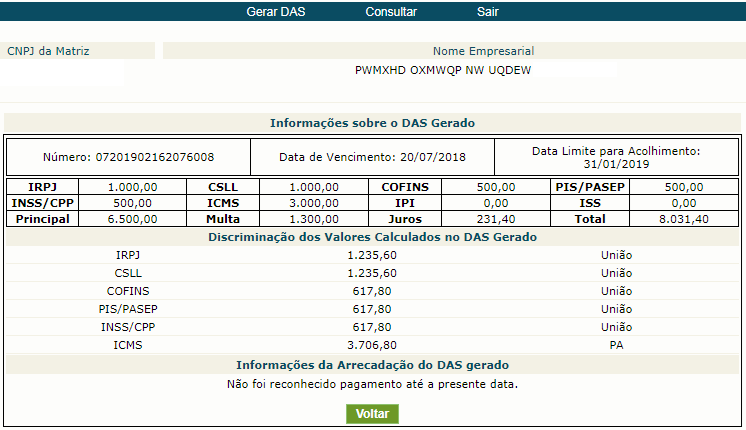 Gerar DAS Consultar Sair
CNPJ da Matriz Nome Empresarial
PWMXHD OXMWQP NW UQDEW
Informações sobre o DAS Gerado
Número: 07201902162076008 Data de Vencimento: 20/07/2018 Data Limite para Acolhimento:
31/01/2019
IRPJ 1.000,00 CSLL 1.000,00 COFINS 500,00 PIS/PASEP 500,00
INSS/CPP 500,00 ICMS 3.000,00 IPI 0,00 ISS 0,00
Principal 6.500,00 Multa 1.300,00 Juros 231,40 Total 8.031,40
Discriminação dos Valores Calculados no DAS Gerado
IRPJ 1.235,60 União
CSLL 1.235,60 União
COFINS 617,80 União
PIS/PASEP 617,80 União
INSS/CPP 617,80 União
ICMS 3.706,80 PA
Informações da Arrecadação do DAS gerado
Não foi reconhecido pagamento até a presente data.
Voltar